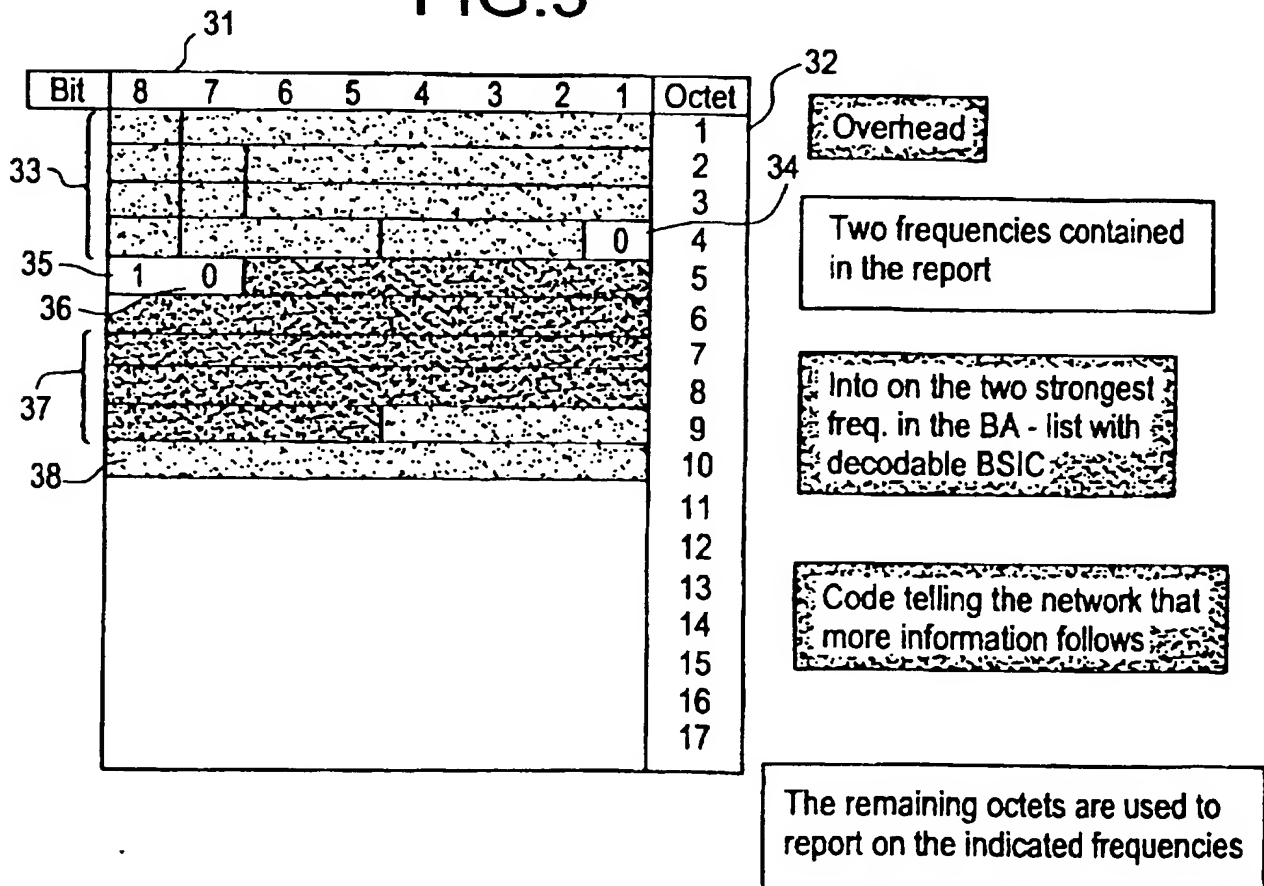 FIG.3
31
32
Bit 8 7 6 5 4 3 2 1 Octet
1
2
3
0 4
1 0 5
6
7
8
9
10
11
12
13
14
15
16
17
33
34
35
36
37
38
Overhead
Two frequencies contained
in the report
Into on the two strongest
freq. in the BA - list with
decodable BSIC
Code telling the network that
more information follows
The remaining octets are used to
report on the indicated frequencies